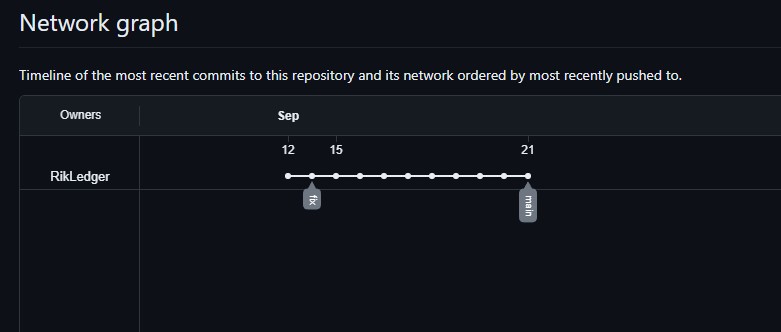 Network graph
Timeline of the most recent commits to this repository and its network ordered by most recently pushed to.
Owners
Sep
12 15 21
RikLedger
fix
main